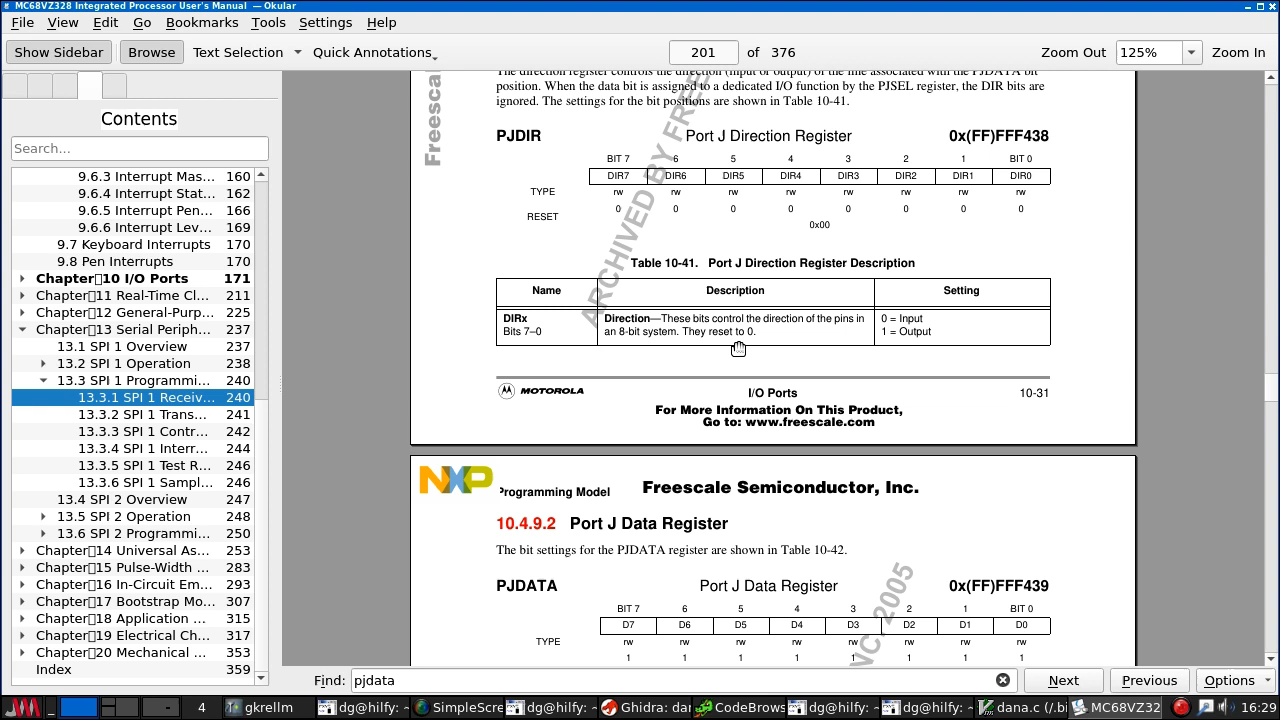 MC68VZ328 Integrated Processor User's Manual — Okular
File View Edit Go Bookmarks Tools Settings Help
Show Sidebar Browse Text Selection Quick Annotations 201 of 376 Zoom Out 125% Zoom In
Contents
Search...
9.6.3 Interrupt Mas... 160
9.6.4 Interrupt Stat... 162
9.6.5 Interrupt Pen... 166
9.6.6 Interrupt Lev... 169
9.7 Keyboard Interrupts 170
9.8 Pen Interrupts 170
Chapter 10 I/O Ports 171
Chapter 11 Real-Time Cl... 211
Chapter 12 General-Purp... 225
Chapter 13 Serial Periph... 237
13.1 SPI 1 Overview 237
13.2 SPI 1 Operation 238
13.3 SPI 1 Programmi... 240
13.3.1 SPI 1 Receiv... 240
13.3.2 SPI 1 Trans... 241
13.3.3 SPI 1 Contr... 242
13.3.4 SPI 1 Interr... 244
13.3.5 SPI 1 Test R... 246
13.3.6 SPI 1 Sampl... 246
13.4 SPI 2 Overview 247
13.5 SPI 2 Operation 248
13.6 SPI 2 Programmi... 250
Chapter 14 Universal As... 253
Chapter 15 Pulse-Width ... 283
Chapter 16 In-Circuit Em... 293
Chapter 17 Bootstrap Mo... 307
Chapter 18 Application ... 315
Chapter 19 Electrical Ch... 317
Chapter 20 Mechanical ... 353
Index 359
Freescal
ARCHIVED BY FREE
The direction register controls the direction (input or output) of the line associated with the PJDATA bit
position. When the data bit is assigned to a dedicated I/O function by the PJSEL register, the DIR bits are
ignored. The settings for the bit positions are shown in Table 10-41.
PJDIR Port J Direction Register 0x(FF)FFF438
BIT 7 6 5 4 3 2 1 BIT 0
DIR7 DIR6 DIR5 DIR4 DIR3 DIR2 DIR1 DIR0
TYPE rw rw rw rw rw rw rw rw
0 0 0 0 0 0 0 0
RESET
0x00
Table 10-41. Port J Direction Register Description
Name Description Setting
DIRx Direction—These bits control the direction of the pins in 0 = Input
Bits 7–0 an 8-bit system. They reset to 0. 1 = Output
MOTOROLA I/O Ports 10-31
For More Information On This Product,
Go to: www.freescale.com
NXP
Programming Model Freescale Semiconductor, Inc.
10.4.9.2 Port J Data Register
The bit settings for the PJDATA register are shown in Table 10-42.
PJDATA Port J Data Register 0x(FF)FFF439
BIT 7 6 5 4 3 2 1 BIT 0
D7 D6 D5 D4 D3 D2 D1 D0
TYPE rw rw rw rw rw rw rw rw
1 1 1 1 1 1 1 1
NC. 2005
Find: pjdata Next Previous Options
4 gkrellm dg@hilfy: ~ SimpleScre dg@hilfy: ~ Ghidra: dan CodeBrows dg@hilfy: ~ dg@hilfy: ~ dana.c (~/.bi MC68VZ32 16:29